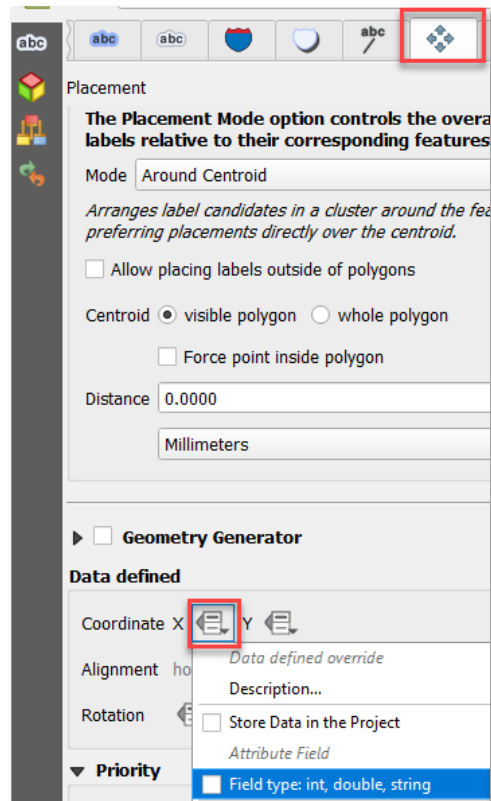 abc
abc
abc
abc
Placement
The Placement Mode option controls the overa
labels relative to their corresponding features
Mode Around Centroid
Arranges label candidates in a cluster around the fea
preferring placements directly over the centroid.
Allow placing labels outside of polygons
Centroid visible polygon whole polygon
Force point inside polygon
Distance 0.0000
Millimeters
Geometry Generator
Data defined
Coordinate X Y
Data defined override
Alignment ho
Description...
Rotation
Store Data in the Project
Attribute Field
Priority
Field type: int, double, string